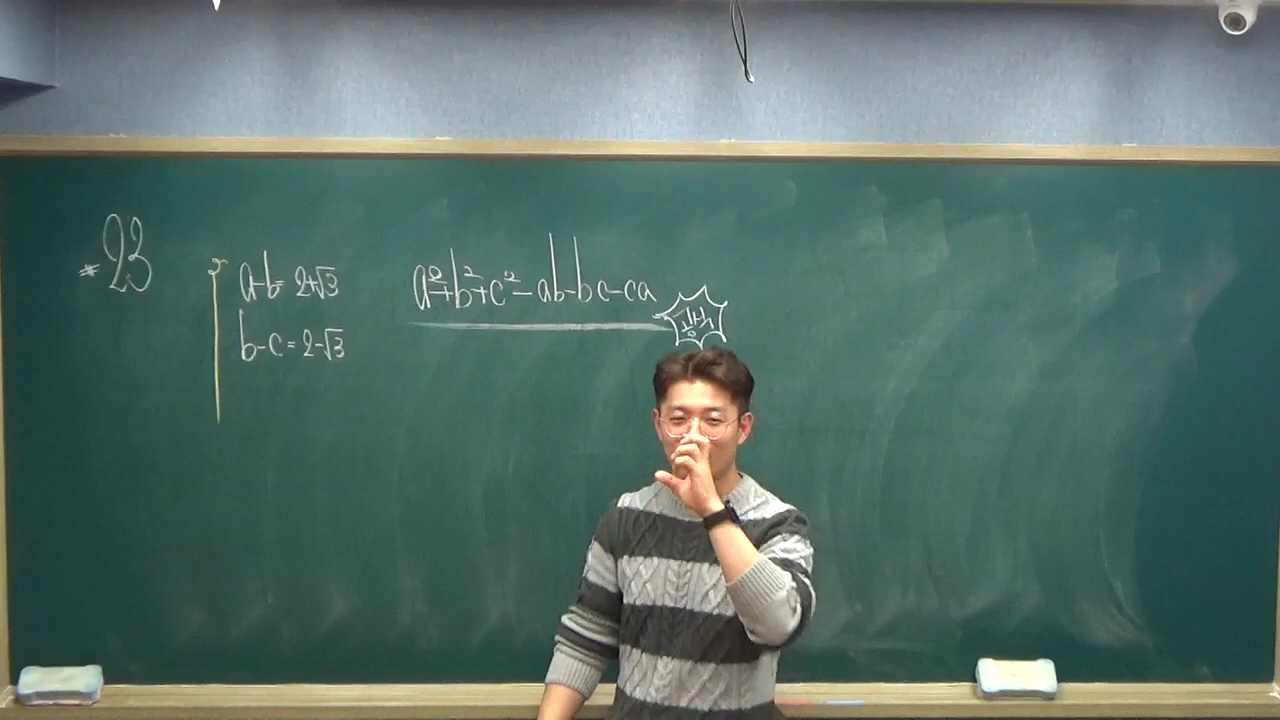 * 23
a-b= 2+√3
b-c=2-√3
a²+b²+c²-ab-bc-ca